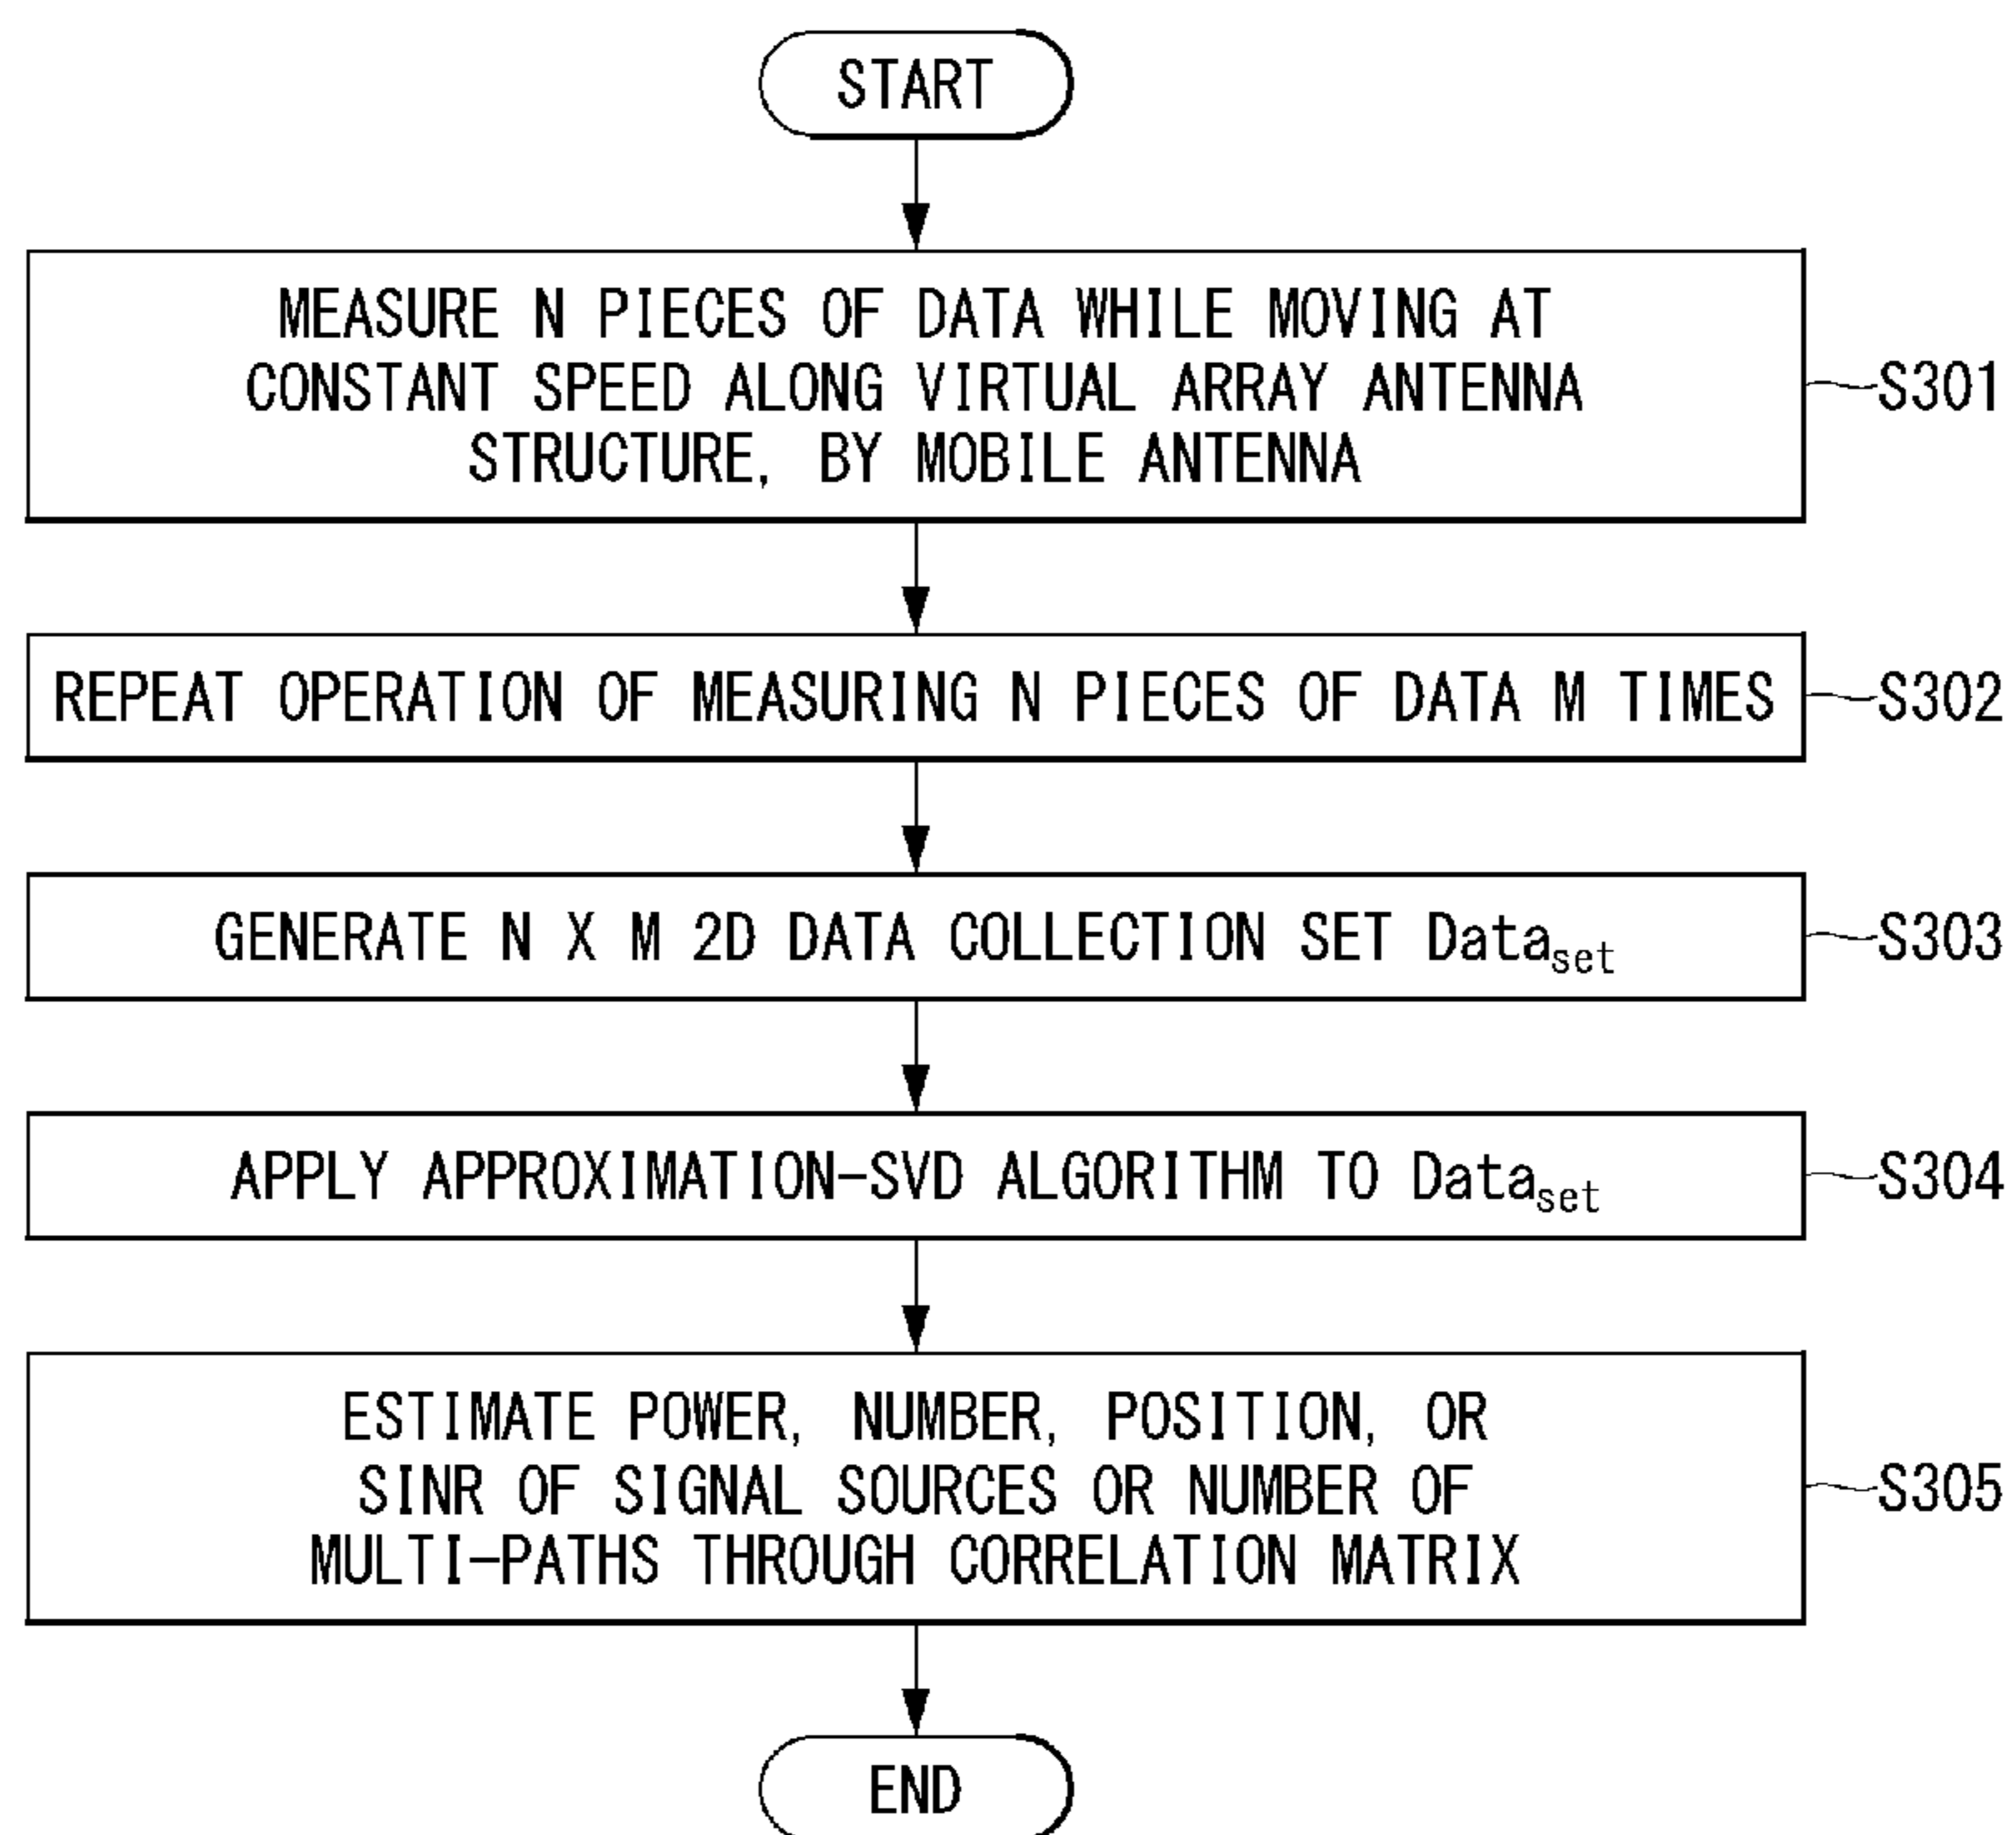 START
MEASURE N PIECES OF DATA WHILE MOVING AT
CONSTANT SPEED ALONG VIRTUAL ARRAY ANTENNA
STRUCTURE, BY MOBILE ANTENNA
S301
REPEAT OPERATION OF MEASURING N PIECES OF DATA M TIMES
S302
GENERATE N X M 2D DATA COLLECTION SET Dataset
S303
APPLY APPROXIMATION-SVD ALGORITHM TO Dataset
S304
ESTIMATE POWER, NUMBER, POSITION, OR
SINR OF SIGNAL SOURCES OR NUMBER OF
MULTI-PATHS THROUGH CORRELATION MATRIX
S305
END